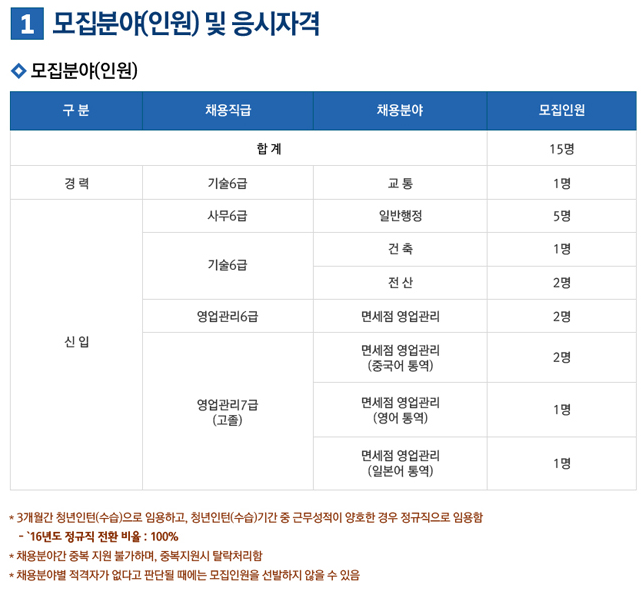 1 모집분야(인원) 및 응시자격
모집분야(인원)
구 분 채용직급 채용분야 모집인원
합 계 15명
경 력 기술6급 교 통 1명
신 입 사무6급 일반행정 5명
기술6급 건 축 1명
전 산 2명
영업관리6급 면세점 영업관리 2명
영업관리7급
(고졸)
면세점 영업관리
(중국어 통역)
2명
면세점 영업관리
(영어 통역)
1명
면세점 영업관리
(일본어 통역)
1명
* 3개월간 청년인턴(수습)으로 임용하고, 청년인턴(수습)기간 중 근무성적이 양호한 경우 정규직으로 임용함
- `16년도 정규직 전환 비율 : 100%
* 채용분야간 중복 지원 불가하며, 중복지원시 탈락처리함
* 채용분야별 적격자가 없다고 판단될 때에는 모집인원을 선발하지 않을 수 있음